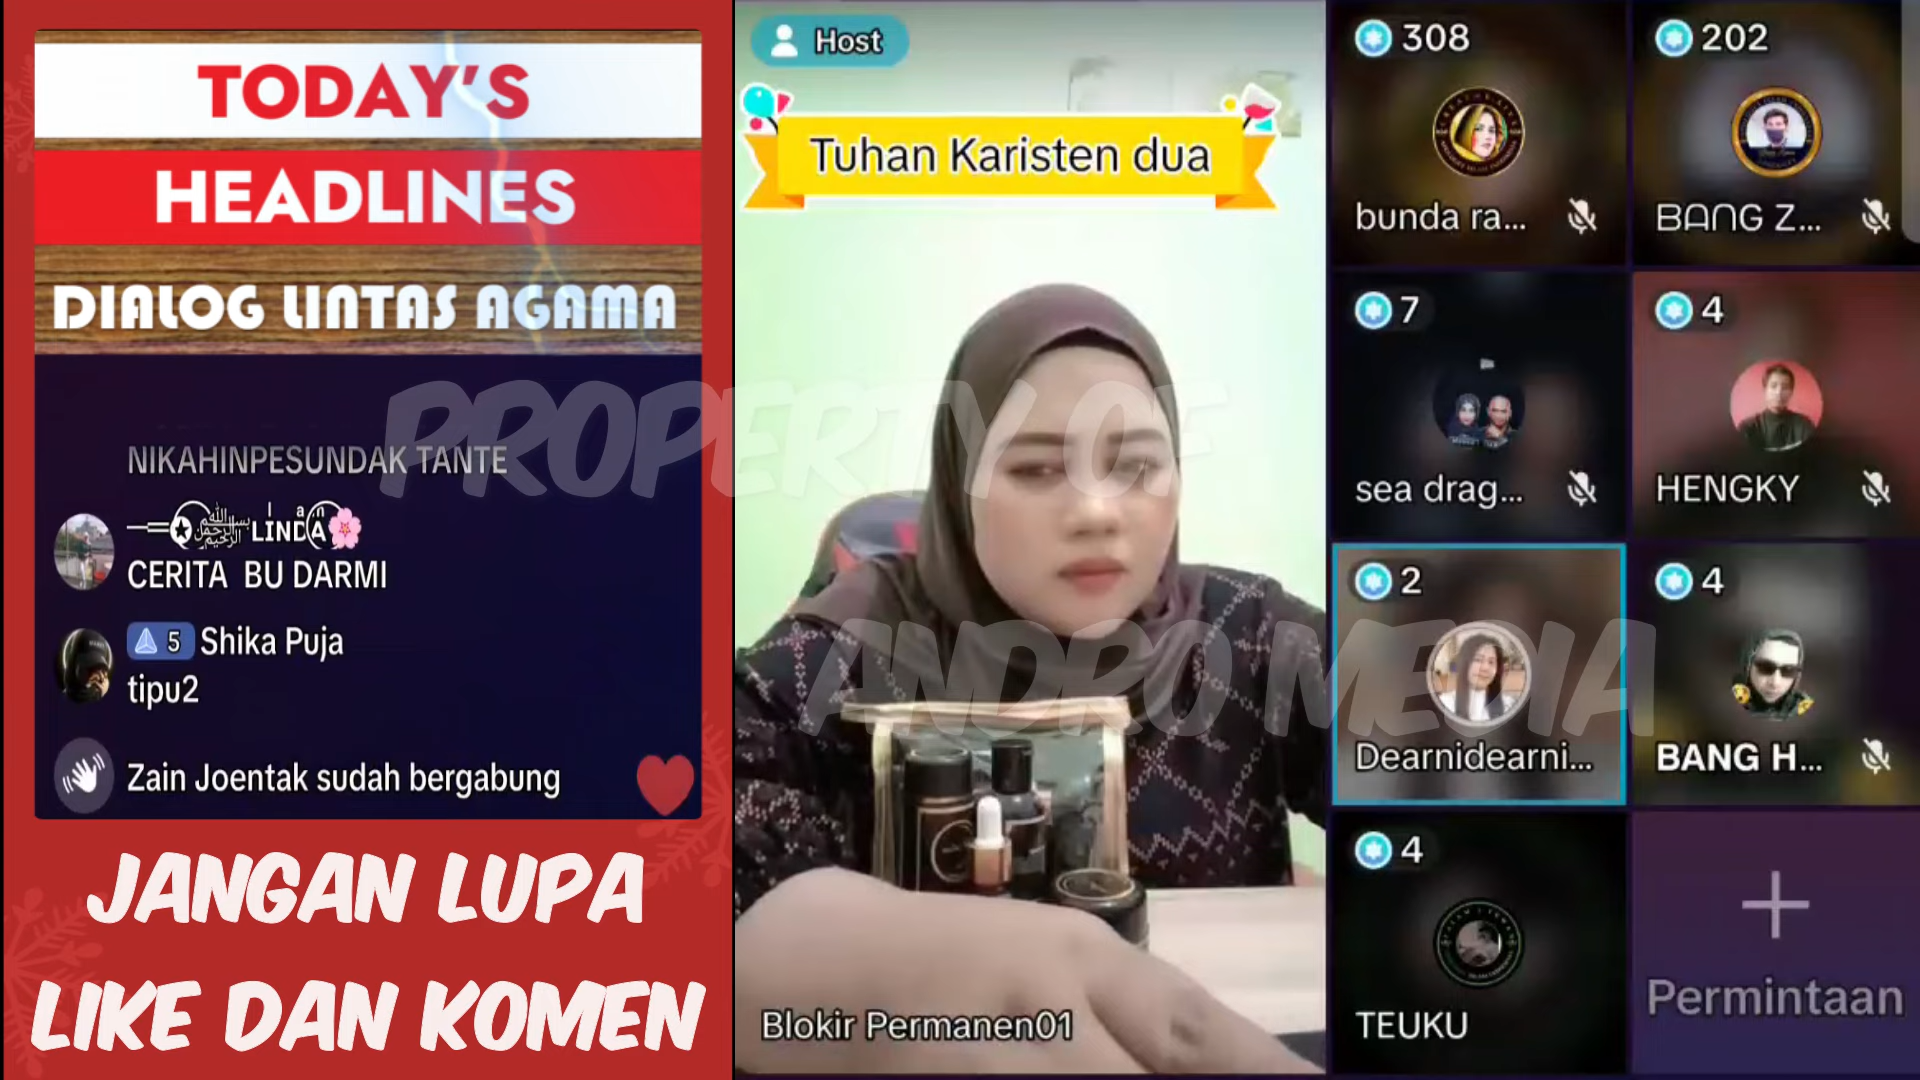 TODAY'S
HEADLINES
DIALOG LINTAS AGAMA
NIKAHINPESUNDAK TANTE
CERITA BU DARMI
5 Shika Puja
tipu2
Zain Joentak sudah bergabung
JANGAN LUPA
LIKE DAN KOMEN
PROPERTY OF
ANDRO MEDIA
Host
Tuhan Karisten dua
Blokir Permanen01
308
bunda ra...
202
BANG Z...
7
sea drag...
4
HENGKY
2
Dearnidearni...
4
BANG H...
4
TEUKU
Permintaan